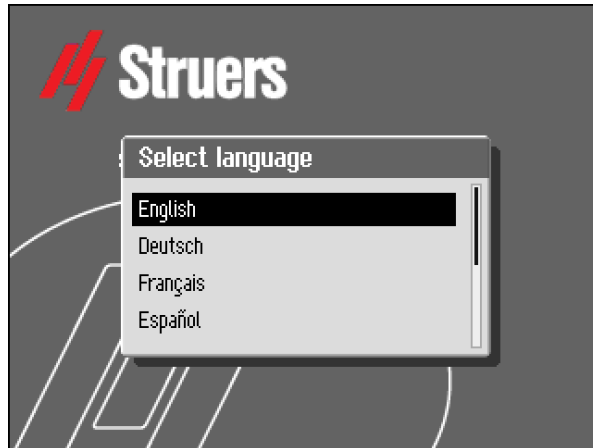 Struers
Select language
English
Deutsch
Français
Español